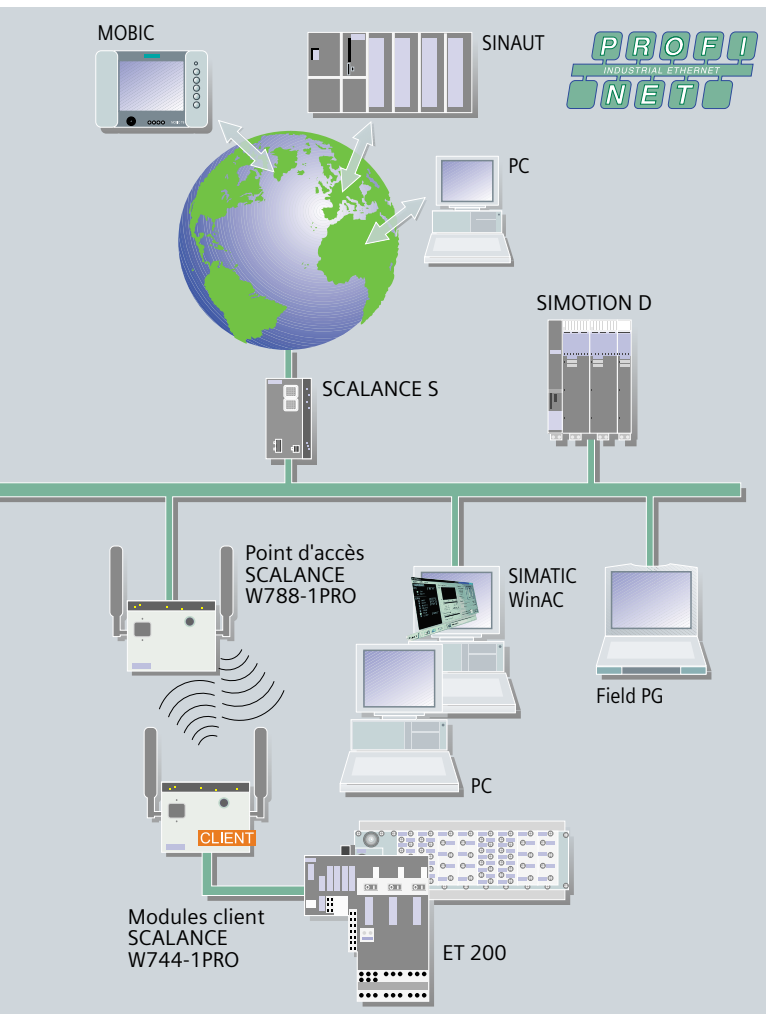 MOBIC
SINAUT
PROFI
INDUSTRIAL ETHERNET
NET
PC
SIMOTION D
SCALANCE S
Point d'accès
SCALANCE
W788-1PRO
SIMATIC
WinAC
Field PG
PC
CLIENT
Modules client
SCALANCE
W744-1PRO
ET 200